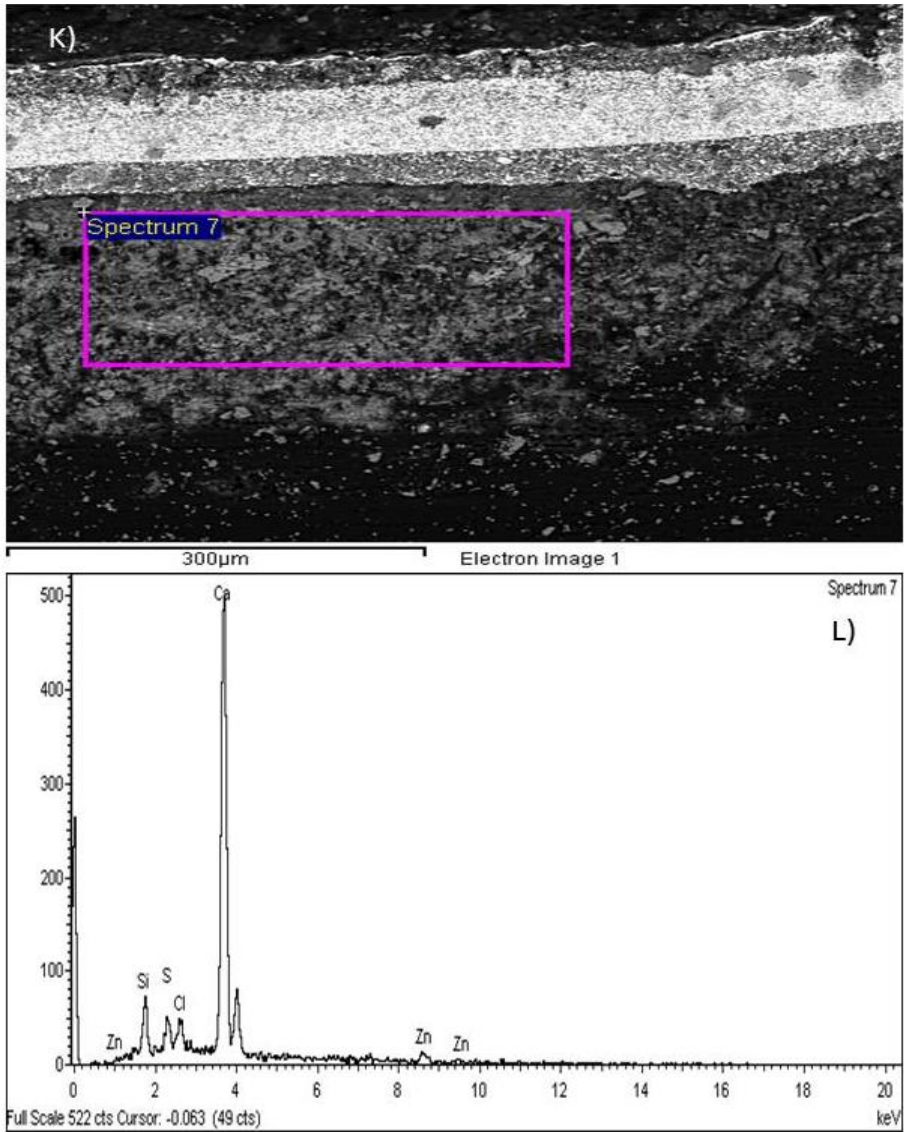 K)
Spectrum 7
300µm Electron Image 1
Spectrum 7
L)
500
400
300
200
100
0
Ca
Si S Cl
Zn Zn Zn
0 2 4 6 8 10 12 14 16 18 20
Full Scale 522 cts Cursor: -0.063 (49 cts) keV